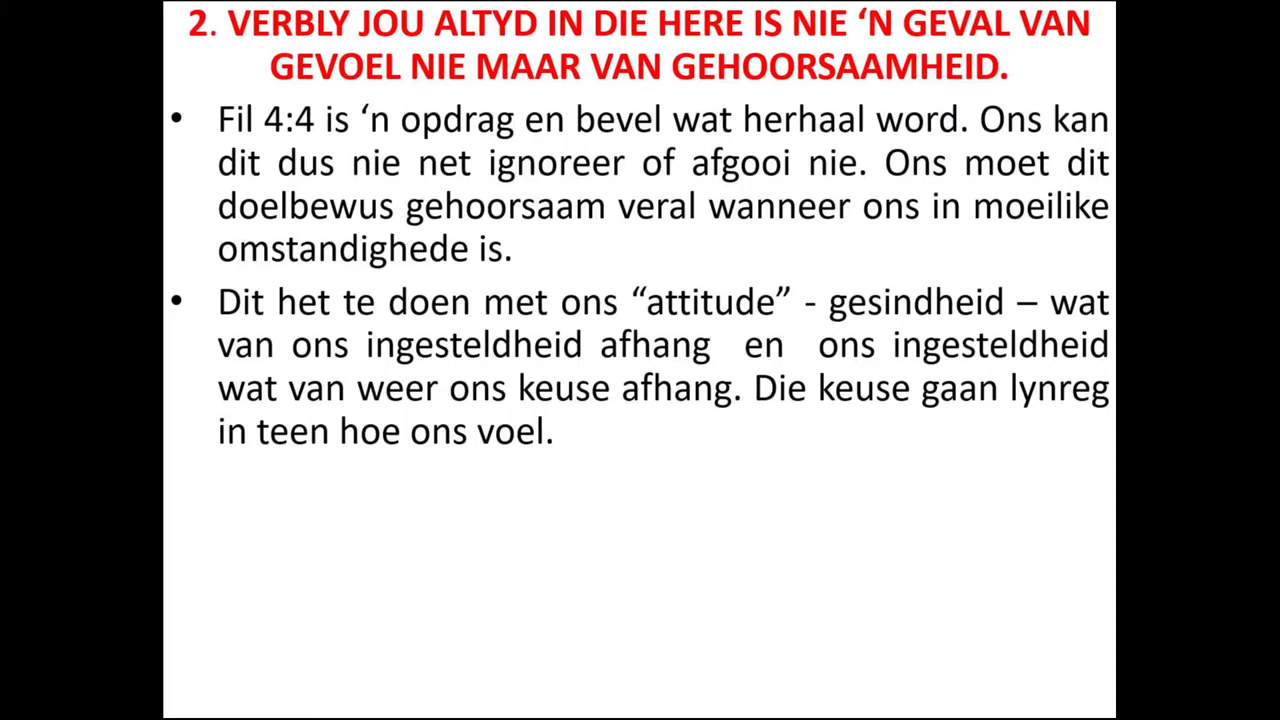 2. VERBLY JOU ALTYD IN DIE HERE IS NIE ‘N GEVAL VAN
GEVOEL NIE MAAR VAN GEHOORSAAMHEID.
• Fil 4:4 is ‘n opdrag en bevel wat herhaal word. Ons kan
dit dus nie net ignoreer of afgooi nie. Ons moet dit
doelbewus gehoorsaam veral wanneer ons in moeilike
omstandighede is.
• Dit het te doen met ons “attitude” - gesindheid – wat
van ons ingesteldheid afhang en ons ingesteldheid
wat van weer ons keuse afhang. Die keuse gaan lynreg
in teen hoe ons voel.